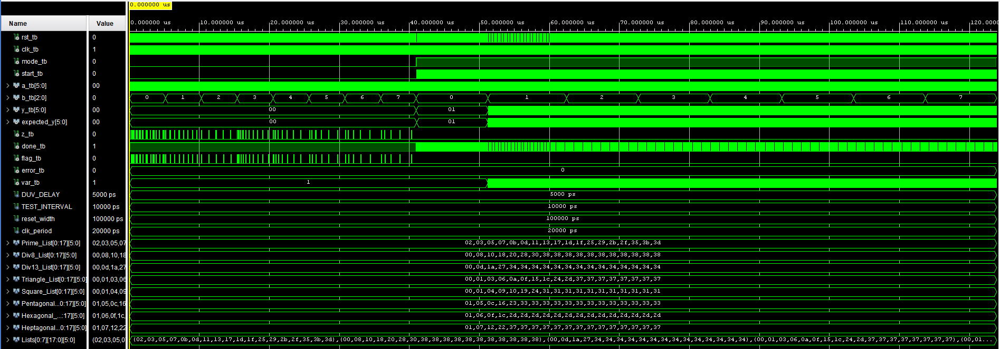 0.000000 us
Name Value
0.000000 us 10.000000 us 20.000000 us 30.000000 us 40.000000 us 50.000000 us 60.000000 us 70.000000 us 80.000000 us 90.000000 us 100.000000 us 110.000000 us 120.0000
rst_tb 0
clk_tb 1
mode_tb 0
start_tb 0
a_tb[5:0] 00
b_tb[2:0] 0 0 1 2 3 4 5 6 7 0 1 2 3 4 5 6 7
y_tb[5:0] 00 00 01
expected_y[5:0] 00 00 01
z_tb 0
done_tb 1
flag_tb 0
error_tb 0 0
var_tb 1 1
DUV_DELAY 5000 ps 5000 ps
TEST_INTERVAL 10000 ps 10000 ps
reset_width 100000 ps 100000 ps
clk_period 20000 ps 20000 ps
Prime_List[0:17][5:0] 02,03,05,07 02,03,05,07,0b,0d,11,13,17,1d,1f,25,29,2b,2f,35,3b,3d
Div8_List[0:17][5:0] 00,08,10,18 00,08,10,18,20,28,30,38,38,38,38,38,38,38,38,38,38,38
Div13_List[0:17][5:0] 00,0d,1a,27 00,0d,1a,27,34,34,34,34,34,34,34,34,34,34,34,34,34,34
Triangle_List[0:17][5:0] 00,01,03,06 00,01,03,06,0a,0f,15,1c,24,2d,37,37,37,37,37,37,37,37
Square_List[0:17][5:0] 00,01,04,09 00,01,04,09,10,19,24,31,31,31,31,31,31,31,31,31,31,31
Pentagonal...0:17][5:0] 01,05,0c,16 01,05,0c,16,23,33,33,33,33,33,33,33,33,33,33,33,33,33
Hexagonal_...:17][5:0] 01,06,0f,1c, 01,06,0f,1c,2d,2d,2d,2d,2d,2d,2d,2d,2d,2d,2d,2d,2d,2d
Heptagonal...0:17][5:0] 01,07,12,22 01,07,12,22,37,37,37,37,37,37,37,37,37,37,37,37,37,37
Lists[0:7][17:0][5:0] (02,03,05,0 (02,03,05,07,0b,0d,11,13,17,1d,1f,25,29,2b,2f,35,3b,3d),(00,08,10,18,20,28,30,38,38,38,38,38,38,38,38,38,38,38),(00,0d,1a,27,34,34,34,34,34,34,34,34,34,34,34,34,34,34),(00,01,03,06,0a,0f,15,1c,24,2d,37,37,37,37,37,37,37,37),(00,01...